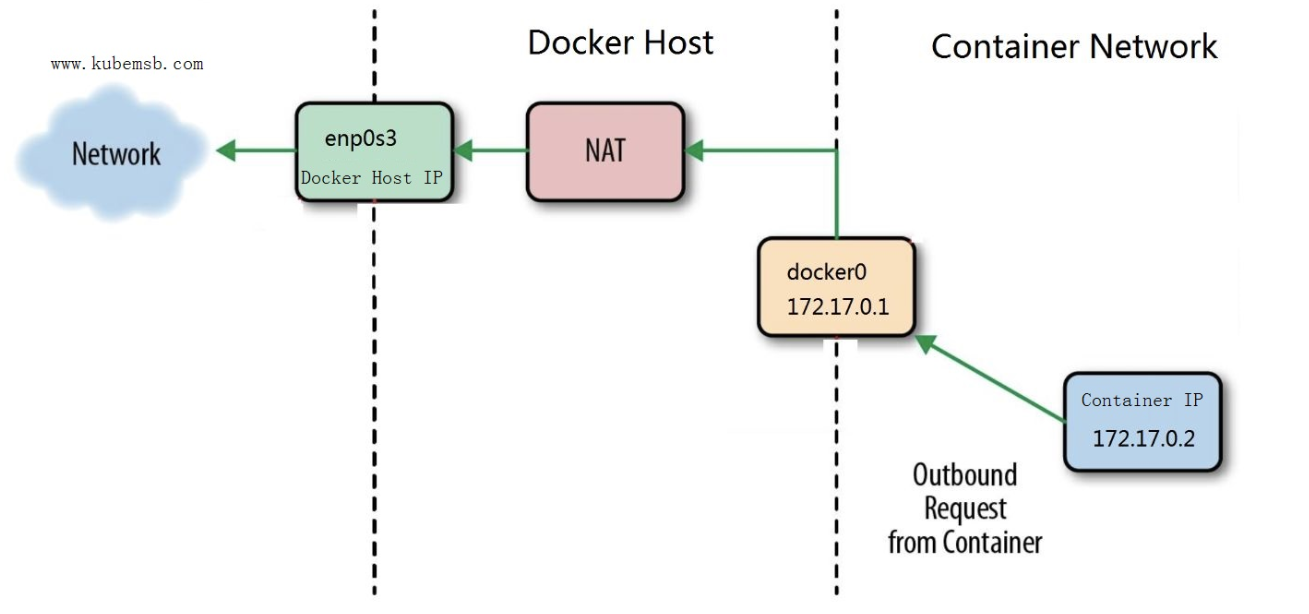 Docker Host
Container Network
www.kubemsb.com
Network
enp0s3
Docker Host IP
NAT
docker0
172.17.0.1
Container IP
172.17.0.2
Outbound
Request
from Container